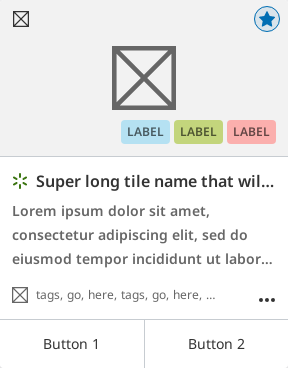 LABEL LABEL LABEL
Super long tile name that wil...
Lorem ipsum dolor sit amet,
consectetur adipiscing elit, sed do
eiusmod tempor incididunt ut labor...
tags, go, here, tags, go, here, ...
Button 1 Button 2